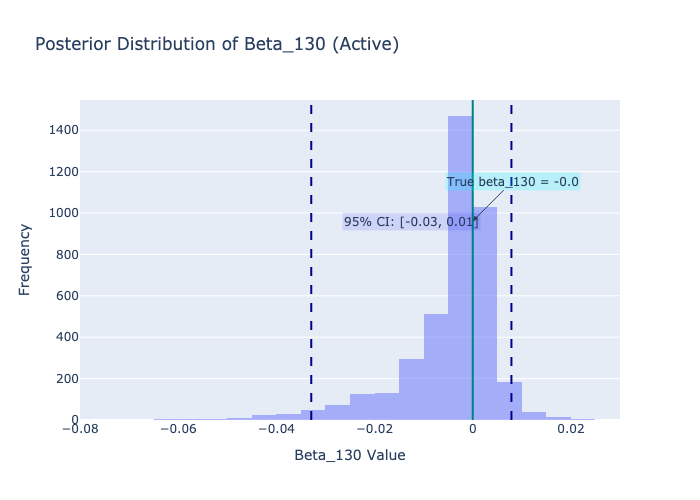 Posterior Distribution of Beta_130 (Active)
1400
1200
1000
800
600
400
200
0
Frequency
True beta_130 = -0.0
95% CI: [-0.03, 0.01]
−0.08
−0.06
−0.04
−0.02
0
0.02
Beta_130 Value